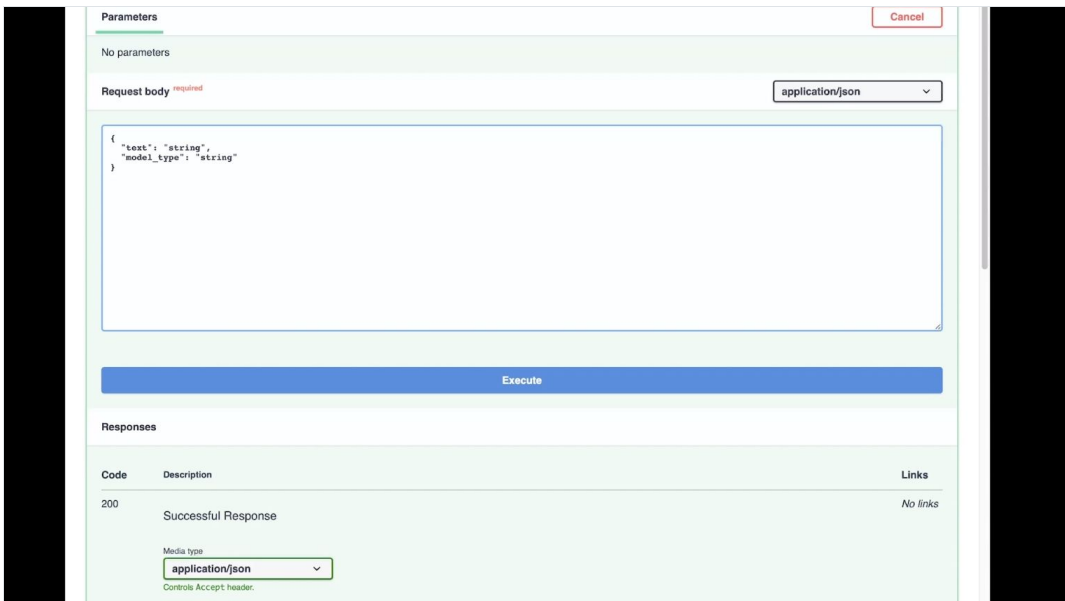 Parameters
Cancel
No parameters
Request body required
application/json
{
"text": "string",
"model_type": "string"
}
Execute
Responses
Code Description Links
200 Successful Response No links
Media type
application/json
Controls Accept header.